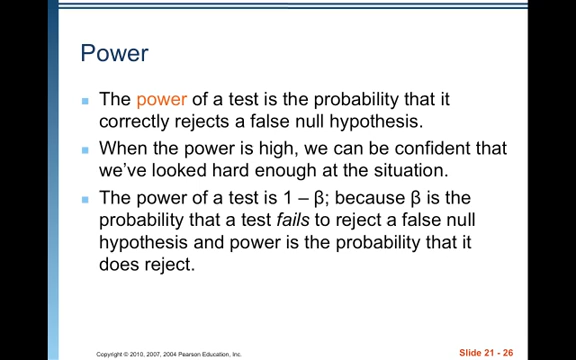 Power
The power of a test is the probability that it
correctly rejects a false null hypothesis.
When the power is high, we can be confident that
we've looked hard enough at the situation.
The power of a test is 1 – β; because β is the
probability that a test fails to reject a false null
hypothesis and power is the probability that it
does reject.
Copyright © 2010, 2007, 2004 Pearson Education, Inc.
Slide 21 - 26